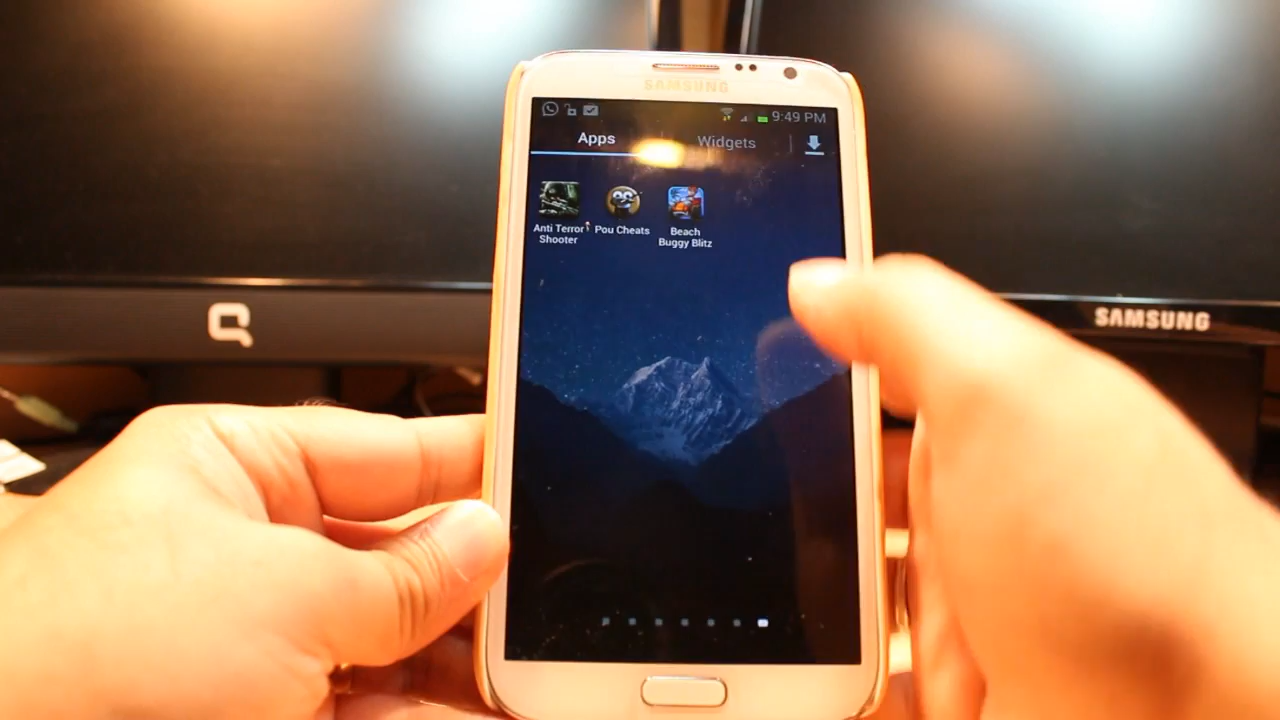 SAMSUNG
9:49 PM
Apps
Widgets
Anti Terror
Shooter
Pou Cheats
Beach
Buggy Blitz
SAMSUNG